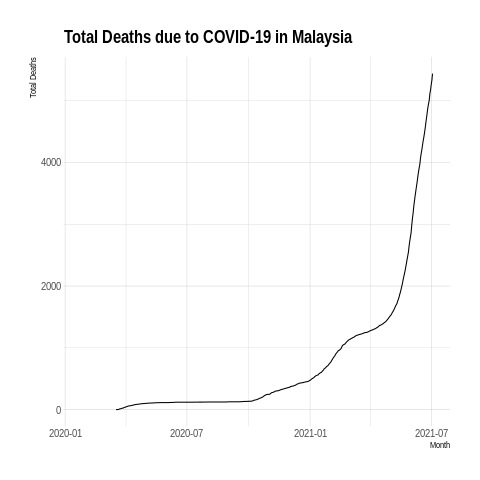 Total Deaths due to COVID-19 in Malaysia
Total Deaths
4000
2000
0
2020-01 2020-07 2021-01 2021-07
Month